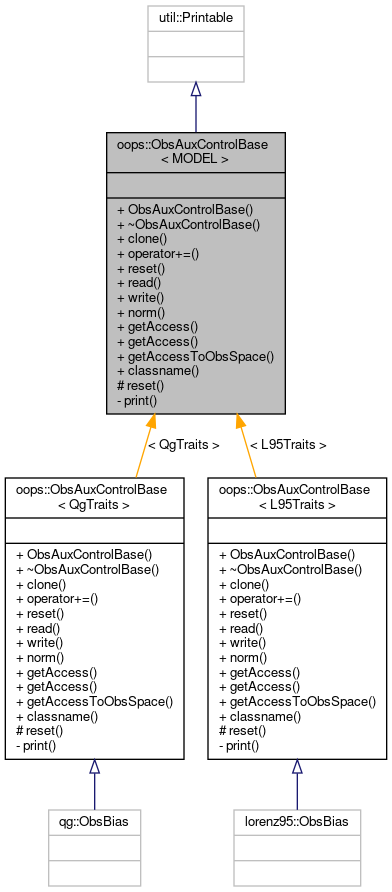 util::Printable
oops::ObsAuxControlBase
< MODEL >
+ ObsAuxControlBase()
+ ~ObsAuxControlBase()
+ clone()
+ operator+=()
+ reset()
+ read()
+ write()
+ norm()
+ getAccess()
+ getAccess()
+ getAccessToObsSpace()
+ classname()
# reset()
- print()
< QgTraits >
< L95Traits >
oops::ObsAuxControlBase
< QgTraits >
+ ObsAuxControlBase()
+ ~ObsAuxControlBase()
+ clone()
+ operator+=()
+ reset()
+ read()
+ write()
+ norm()
+ getAccess()
+ getAccess()
+ getAccessToObsSpace()
+ classname()
# reset()
- print()
oops::ObsAuxControlBase
< L95Traits >
+ ObsAuxControlBase()
+ ~ObsAuxControlBase()
+ clone()
+ operator+=()
+ reset()
+ read()
+ write()
+ norm()
+ getAccess()
+ getAccess()
+ getAccessToObsSpace()
+ classname()
# reset()
- print()
qg::ObsBias
lorenz95::ObsBias